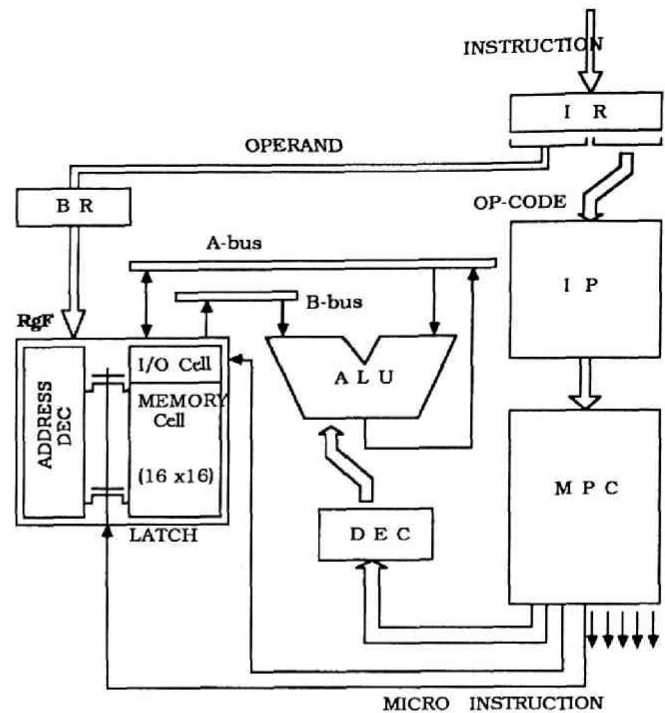 INSTRUCTION
I R
OPERAND
B R
OP-CODE
A-bus
I P
B-bus
RgF
I/O Cell
A L U
ADDRESS
DEC
MEMORY
Cell
(16 x16)
M P C
D E C
LATCH
MICRO INSTRUCTION